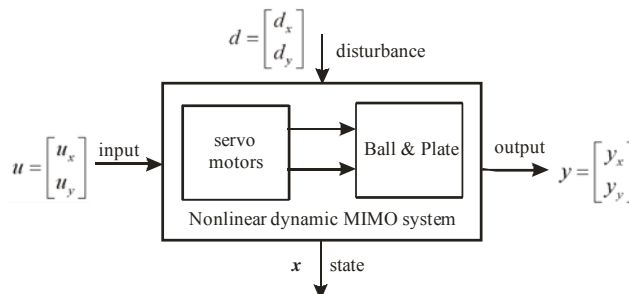 d = [d_x d_y]
disturbance
servo motors
Ball & Plate
input
u = [u_x u_y]
output
y = [y_x y_y]
Nonlinear dynamic MIMO system
x state